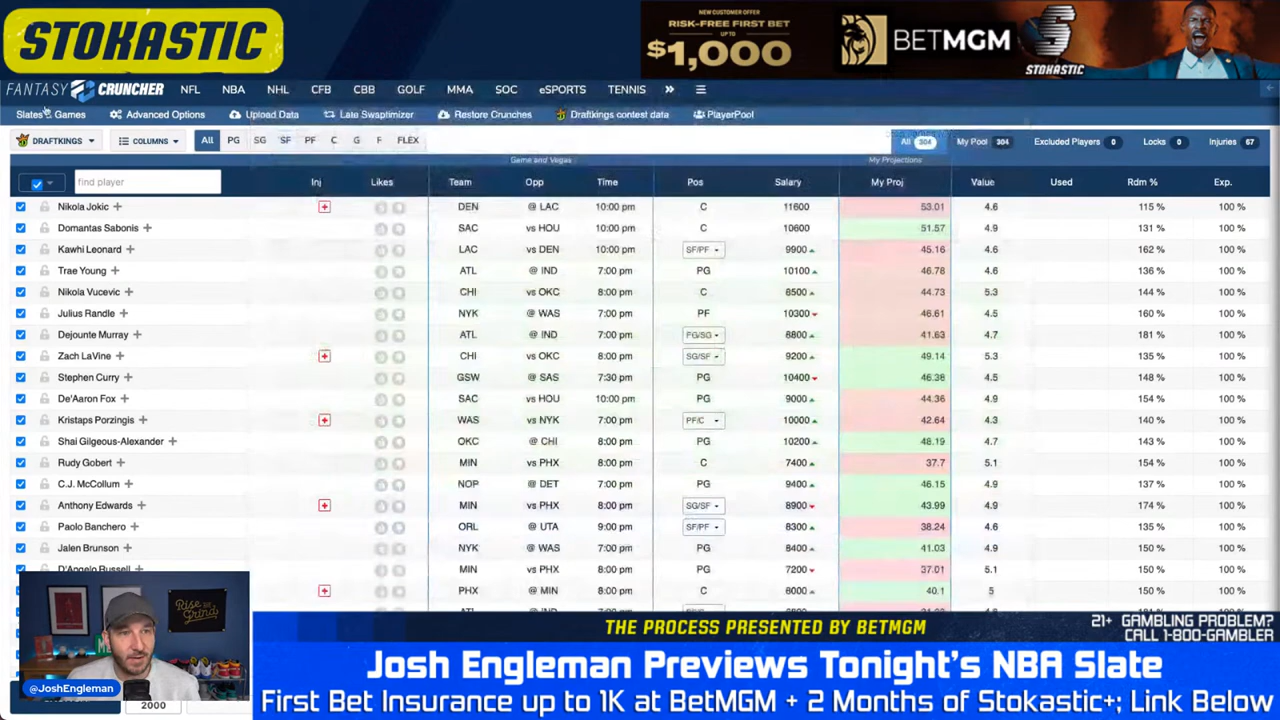 STOKASTIC
NEW CUSTOMER OFFER
RISK-FREE FIRST BET
UP TO
$1,000
BETMGM
STOKASTIC
FANTASY CRUNCHER NFL NBA NHL CFB CBB GOLF MMA SOC eSPORTS TENNIS
Slates & Games Advanced Options Upload Data Late Swaptimizer Restore Crunches Draftkings contest data PlayerPool
DRAFTKINGS COLUMNS All PG SG SF PF C G F FLEX All 304 My Pool 304 Excluded Players 0 Locks 0 Injuries 67
Game and Vegas My Projections
find player Inj Likes Team Opp Time Pos Salary My Proj Value Used Rdm % Exp.
Nikola Jokic + DEN @ LAC 10:00 pm C 11600 53.01 4.6 115 % 100 %
Domantas Sabonis + SAC vs HOU 10:00 pm C 10600 51.57 4.9 131 % 100 %
Kawhi Leonard + LAC vs DEN 10:00 pm SF/PF 9900 45.16 4.6 162 % 100 %
Trae Young + ATL @ IND 7:00 pm PG 10100 46.78 4.6 136 % 100 %
Nikola Vucevic + CHI vs OKC 8:00 pm C 8500 44.73 5.3 144 % 100 %
Julius Randle + NYK @ WAS 7:00 pm PF 10300 46.61 4.5 160 % 100 %
Dejounte Murray + ATL @ IND 7:00 pm PG/SG 8800 41.63 4.7 181 % 100 %
Zach LaVine + CHI vs OKC 8:00 pm SG/SF 9200 49.14 5.3 135 % 100 %
Stephen Curry + GSW @ SAS 7:30 pm PG 10400 46.38 4.5 148 % 100 %
De'Aaron Fox + SAC vs HOU 10:00 pm PG 9000 44.36 4.9 154 % 100 %
Kristaps Porzingis + WAS vs NYK 7:00 pm PF/C 10000 42.64 4.3 140 % 100 %
Shai Gilgeous-Alexander + OKC @ CHI 8:00 pm PG 10200 48.19 4.7 143 % 100 %
Rudy Gobert + MIN vs PHX 8:00 pm C 7400 37.7 5.1 154 % 100 %
C.J. McCollum + NOP @ DET 7:00 pm PG 9400 46.15 4.9 137 % 100 %
Anthony Edwards + MIN vs PHX 8:00 pm SG/SF 8900 43.99 4.9 174 % 100 %
Paolo Banchero + ORL @ UTA 9:00 pm SF/PF 8300 38.24 4.6 135 % 100 %
Jalen Brunson + NYK @ WAS 7:00 pm PG 8400 41.03 4.9 150 % 100 %
D'Angelo Russell + MIN vs PHX 8:00 pm PG 7200 37.01 5.1 150 % 100 %
PHX @ MIN 8:00 pm C 8000 40.1 5 150 % 100 %
Rise and Grind
@JoshEngleman
2000
THE PROCESS PRESENTED BY BETMGM
21+ GAMBLING PROBLEM?
CALL 1-800-GAMBLER
Josh Engleman Previews Tonight's NBA Slate
First Bet Insurance up to 1K at BetMGM + 2 Months of Stokastic+; Link Below